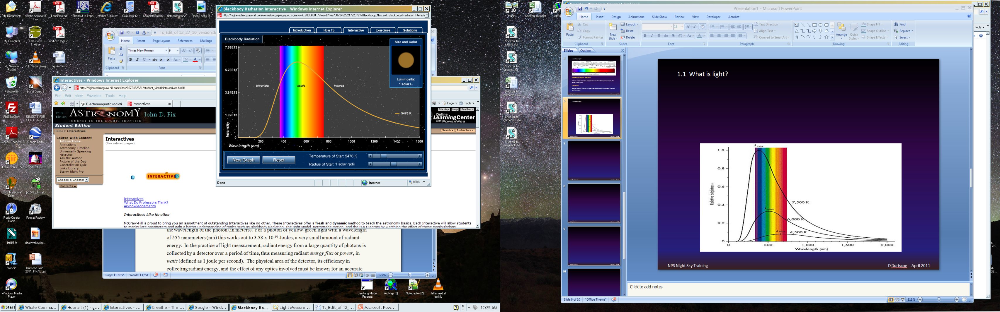 My Documents
Adobe Acrobat 9 Pro
LancPres.pdf
Shortcut to Topo
Internet Explorer
Calculator (2)
CompleteBuildin...
datacollection2...
My Computer
Celestron's TheSky
land.dvp.regs.2...
My Network Places
VLC media player
figures.docx
Recycle Bin
Surfer Demo 9
FileZilla Client
OBJECTS FOR CPC 11, Nov...
Adobe Reader 9
Google Earth
Lotus Notes 6.5
acp-51-setup.exe
NPS Metadata Editor
npp.5.8.6.Install...
Roxio Creator Home
Format Factory
ib015.fit
deathvalleysky...
WinZip
Duriscoe GWS 2011_FINAL.ppt
Windows Media Player
Ts_Edit_of 12_27_10_version.do
Home Insert Page Layout References Mailings
Paste
Times New Roman 9
Clipboard Font
Interactives - Windows Internet Explorer
http://highered.mcgraw-hill.com/sites/0072482621/student_view0/interactives.html#
File Edit View Favorites Tools Help
W Electromagnetic radiati... Interactives
Page Tools
Third Edition ASTRONOMY John D. Fix
JOURNEY TO THE COSMIC FRONTIER
Site Map Help Feedback
Online Learning Center with POWERWEB
Student Edition
Home > Interactives
Search Instructors
Course-wide Content
Interactives
Animations
Astronomy Timeline
Universally Speaking
NetTutor
Ask the Author
Picture of the Day
Constellation Quiz
Links Library
Starry Night Pro
Choose a Chapter
Contents
Interactives
(See related pages)
INTERACTIVE
Interactives
What Do Professors Think?
Acknowledgements
Interactives Like No other
McGraw-Hill is proud to bring you an assortment of outstanding Interactives like no other. These Interactives offer a fresh and dynamic method to teach the astronomy basics. Each Interactive will allow students
to manipulate parameters and gain a better understanding of topics such as Blackbody Radiation, The Bohr Model, Retrograde Motion, and the H-R Diagram by watching the effect of these manipulations.
Blackbody Radiation Interactive - Windows Internet Explorer
http://highered.mcgraw-hill.com/olcweb/cgi/pluginpop.cgi?it=swf::800::600::/sites/dl/free/0072482621/220727/Blackbody_Nav.swf::Blackbody Radiation Interacti
Introduction How To Interactive Exercises Solutions
Blackbody Radiation
Size and Color
Luminosity:
1 solar L.
7.69E13
5.76E13
3.84E13
1.92E13
0
Intensity
Ultraviolet Visible Infrared
5476 K
200 400 600 800 1000 1200 1400 1600
Wavelength (nm)
New Graph Reset
Temperature of Star: 5476 K
Radius of Star: 1 solar radii
Done Internet 100%
the wavelength of the photon (in meters). For a photon of yellow-green light with a wavelength
of 555 nanometers (nm) this works out to 3.58 x 10-19 Joules, a very small amount of radiant
energy. In the practice of light measurement, radiant energy from a large quantity of photons is
collected by a detector over a period of time, thus measuring radiant energy flux or power, in
watts (defined as 1 joule per second). The physical area of the detector, its efficiency in
collecting radiant energy, and the effect of any optics involved must be known for an accurate
Page: 11 of 55 Words: 13,651 125%
Garstang Model Program
ArcMap (2)
Notepad++ (2)
hitler mad at esri.flv
Start Whale Commu... Hotmail (1) - g... Interactives - ... Breathe - The ... Google - Wind... Blackbody Ra... Light Measure... Ts_Edit_of 12_... Microsoft Pow... 12:25 AM
Hugin
Shortcut to filelist
Shortcut to index2.vbs
Shortcut to places.vbs
Shortcut to lightdomes.xlsx
Shortcut to lightdomes.vbs
Shortcut to snapshot.vbs
Presentation1 - Microsoft PowerPoint
Home Insert Design Animations Slide Show Review View Developer Acrobat
Paste Cut Copy Format Painter
New Slide Layout Reset Delete
18
Text Direction Align Text Convert to SmartArt
Arrange Quick Styles Shape Fill Shape Outline Shape Effects
Find Replace Select
Clipboard Slides Font Paragraph Drawing Editing
Tools
Slides Outline
5
6
7
8
9
10
1.1 What is light?
1.0
0.8
0.6
0.4
0.2
0
Relative brightness
λmax
λmax
λmax
7,500 K
6,000 K
4,500 K
0 500 1,000 1,500 2,000
Wavelength (nm)
NPS Night Sky Training D Duriscoe April 2011
Click to add notes
Slide 6 of 10 "Office Theme" 113%